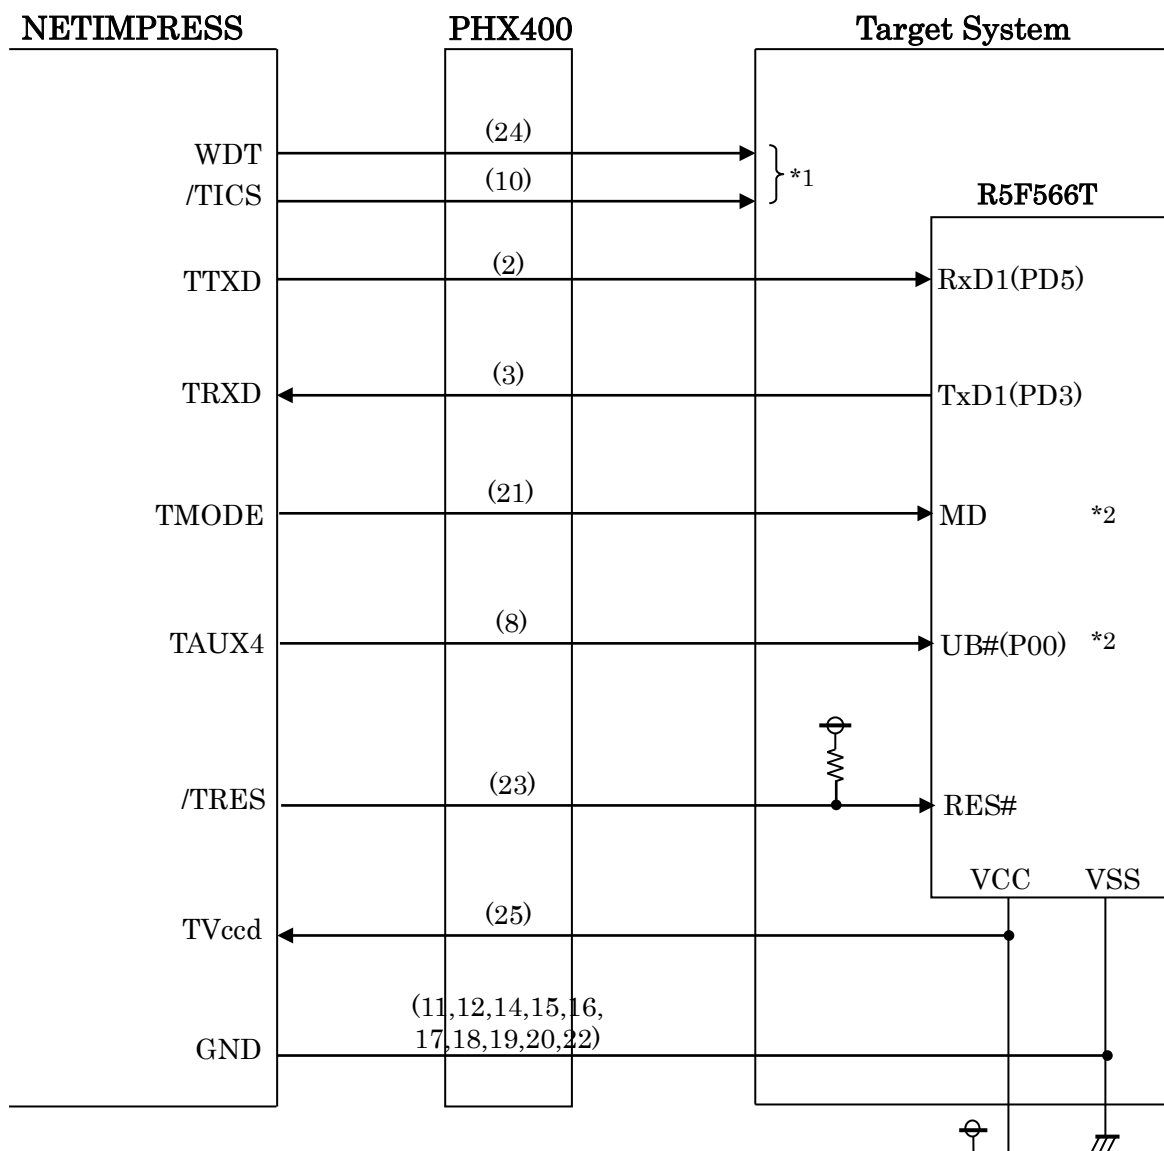 NETIMPRESS PHX400 Target System
WDT (24)
/TICS (10) *1
R5F566T
TTXD (2) RxD1(PD5)
TRXD (3) TxD1(PD3)
TMODE (21) MD *2
TAUX4 (8) UB#(P00) *2
/TRES (23) RES#
VCC VSS
TVccd (25)
(11,12,14,15,16,
17,18,19,20,22)
GND